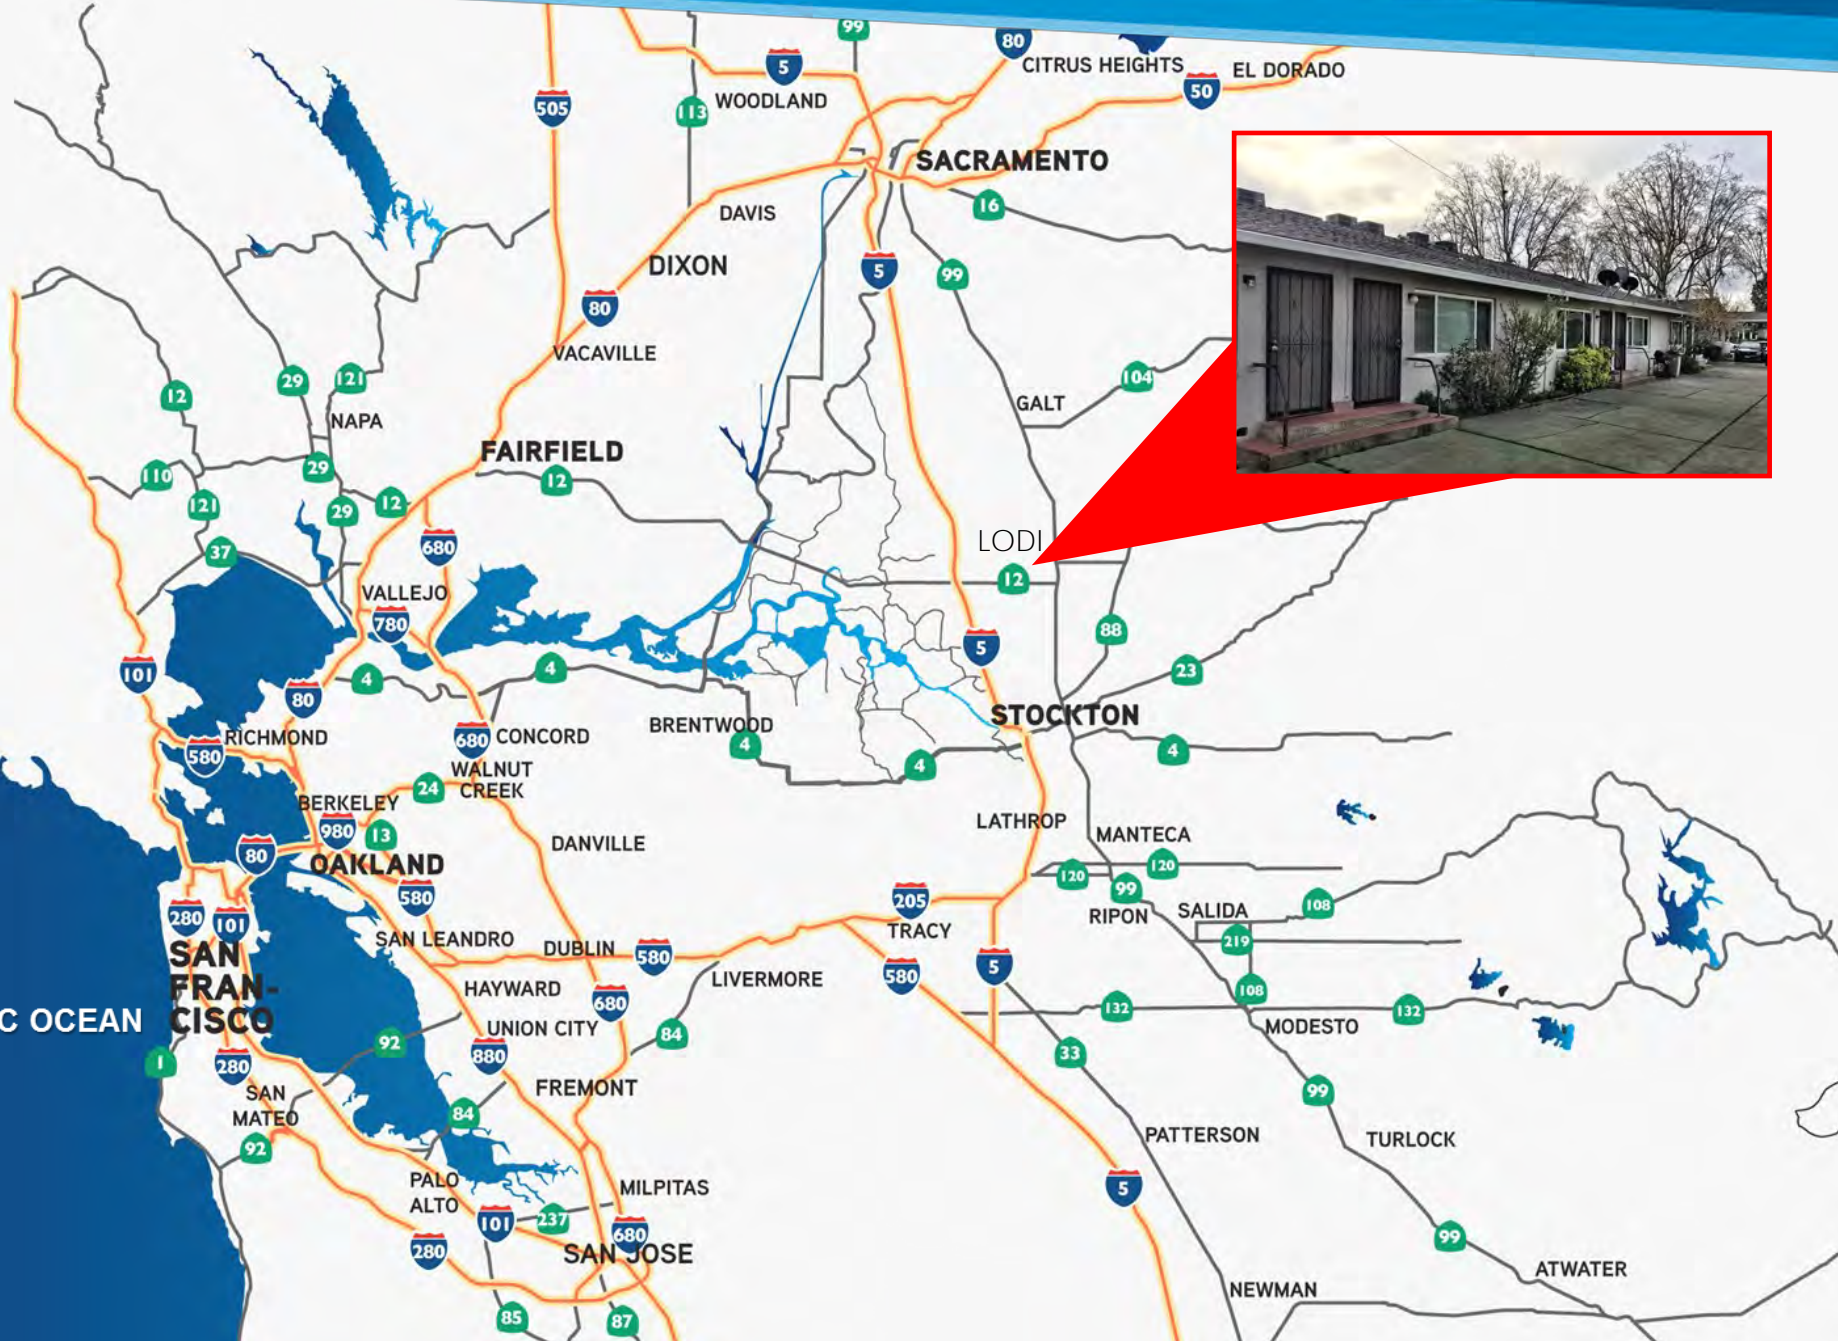 99
80
CITRUS HEIGHTS
EL DORADO
5
50
505
113
WOODLAND
SACRAMENTO
16
DAVIS
DIXON
5
99
80
VACAVILLE
29
121
12
104
GALT
NAPA
FAIRFIELD
29
110
12
121
29
12
37
680
LODI
12
VALLEJO
780
88
5
101
4
4
23
80
STOCKTON
BRENTWOOD
RICHMOND
680
CONCORD
580
4
4
4
WALNUT
CREEK
24
BERKELEY
980
13
LATHROP
MANTECA
DANVILLE
80
OAKLAND
120
120
99
580
205
108
280
101
RIPON
SALIDA
TRACY
219
SAN LEANDRO
DUBLIN
580
SAN
FRAN-
CISCO
580
5
LIVERMORE
HAYWARD
680
108
132
132
C OCEAN
UNION CITY
MODESTO
84
92
880
33
1
280
FREMONT
99
SAN
MATEO
84
92
PATTERSON
TURLOCK
PALO
ALTO
MILPITAS
5
101
237
680
280
SAN JOSE
99
ATWATER
NEWMAN
85
87